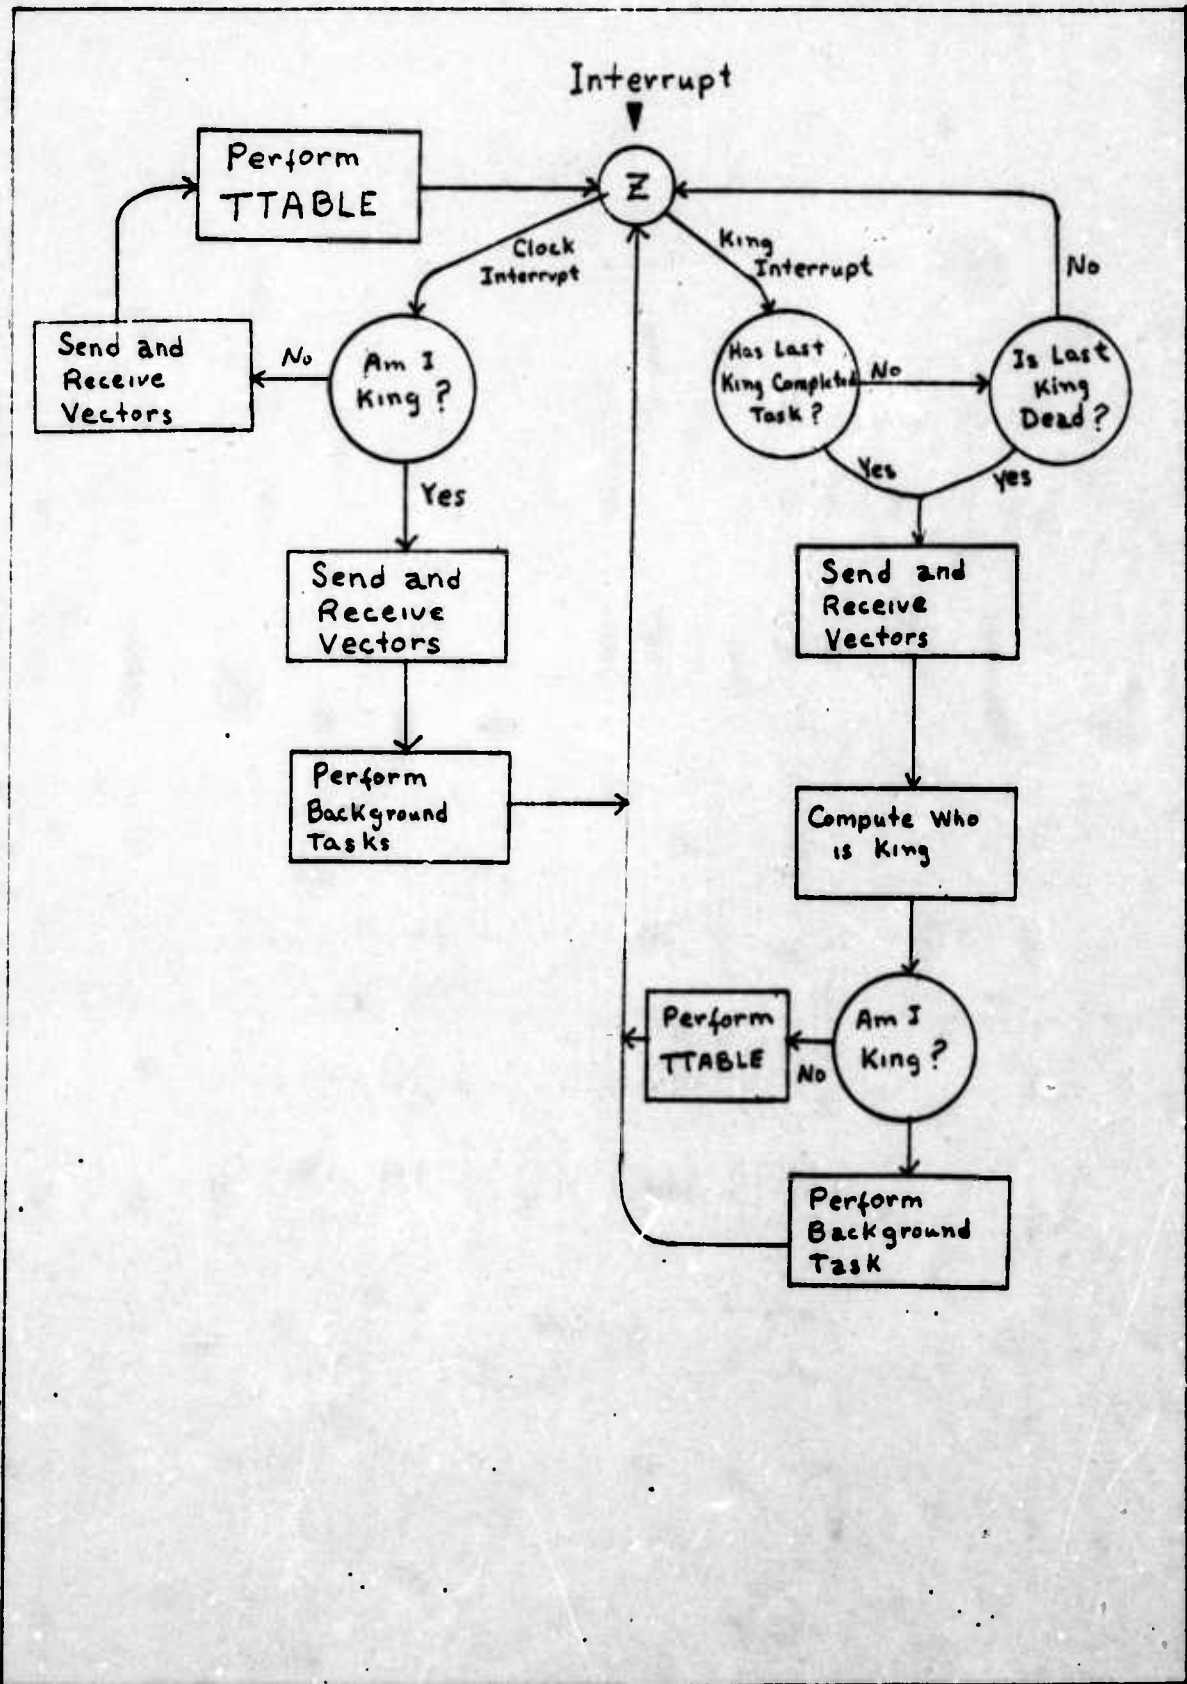 Interrupt
Z
Perform
TTABLE
Clock
Interrupt
King
Interrupt
No
Send and
Receive
Vectors
No
Am I
King ?
Has Last
King Completed
Task ?
No
Is Last
King
Dead ?
Yes
Yes
yes
Send and
Receive
Vectors
Send and
Receive
Vectors
Perform
Background
Tasks
Compute Who
is King
Perform
TTABLE
No
Am I
King ?
Perform
Background
Task